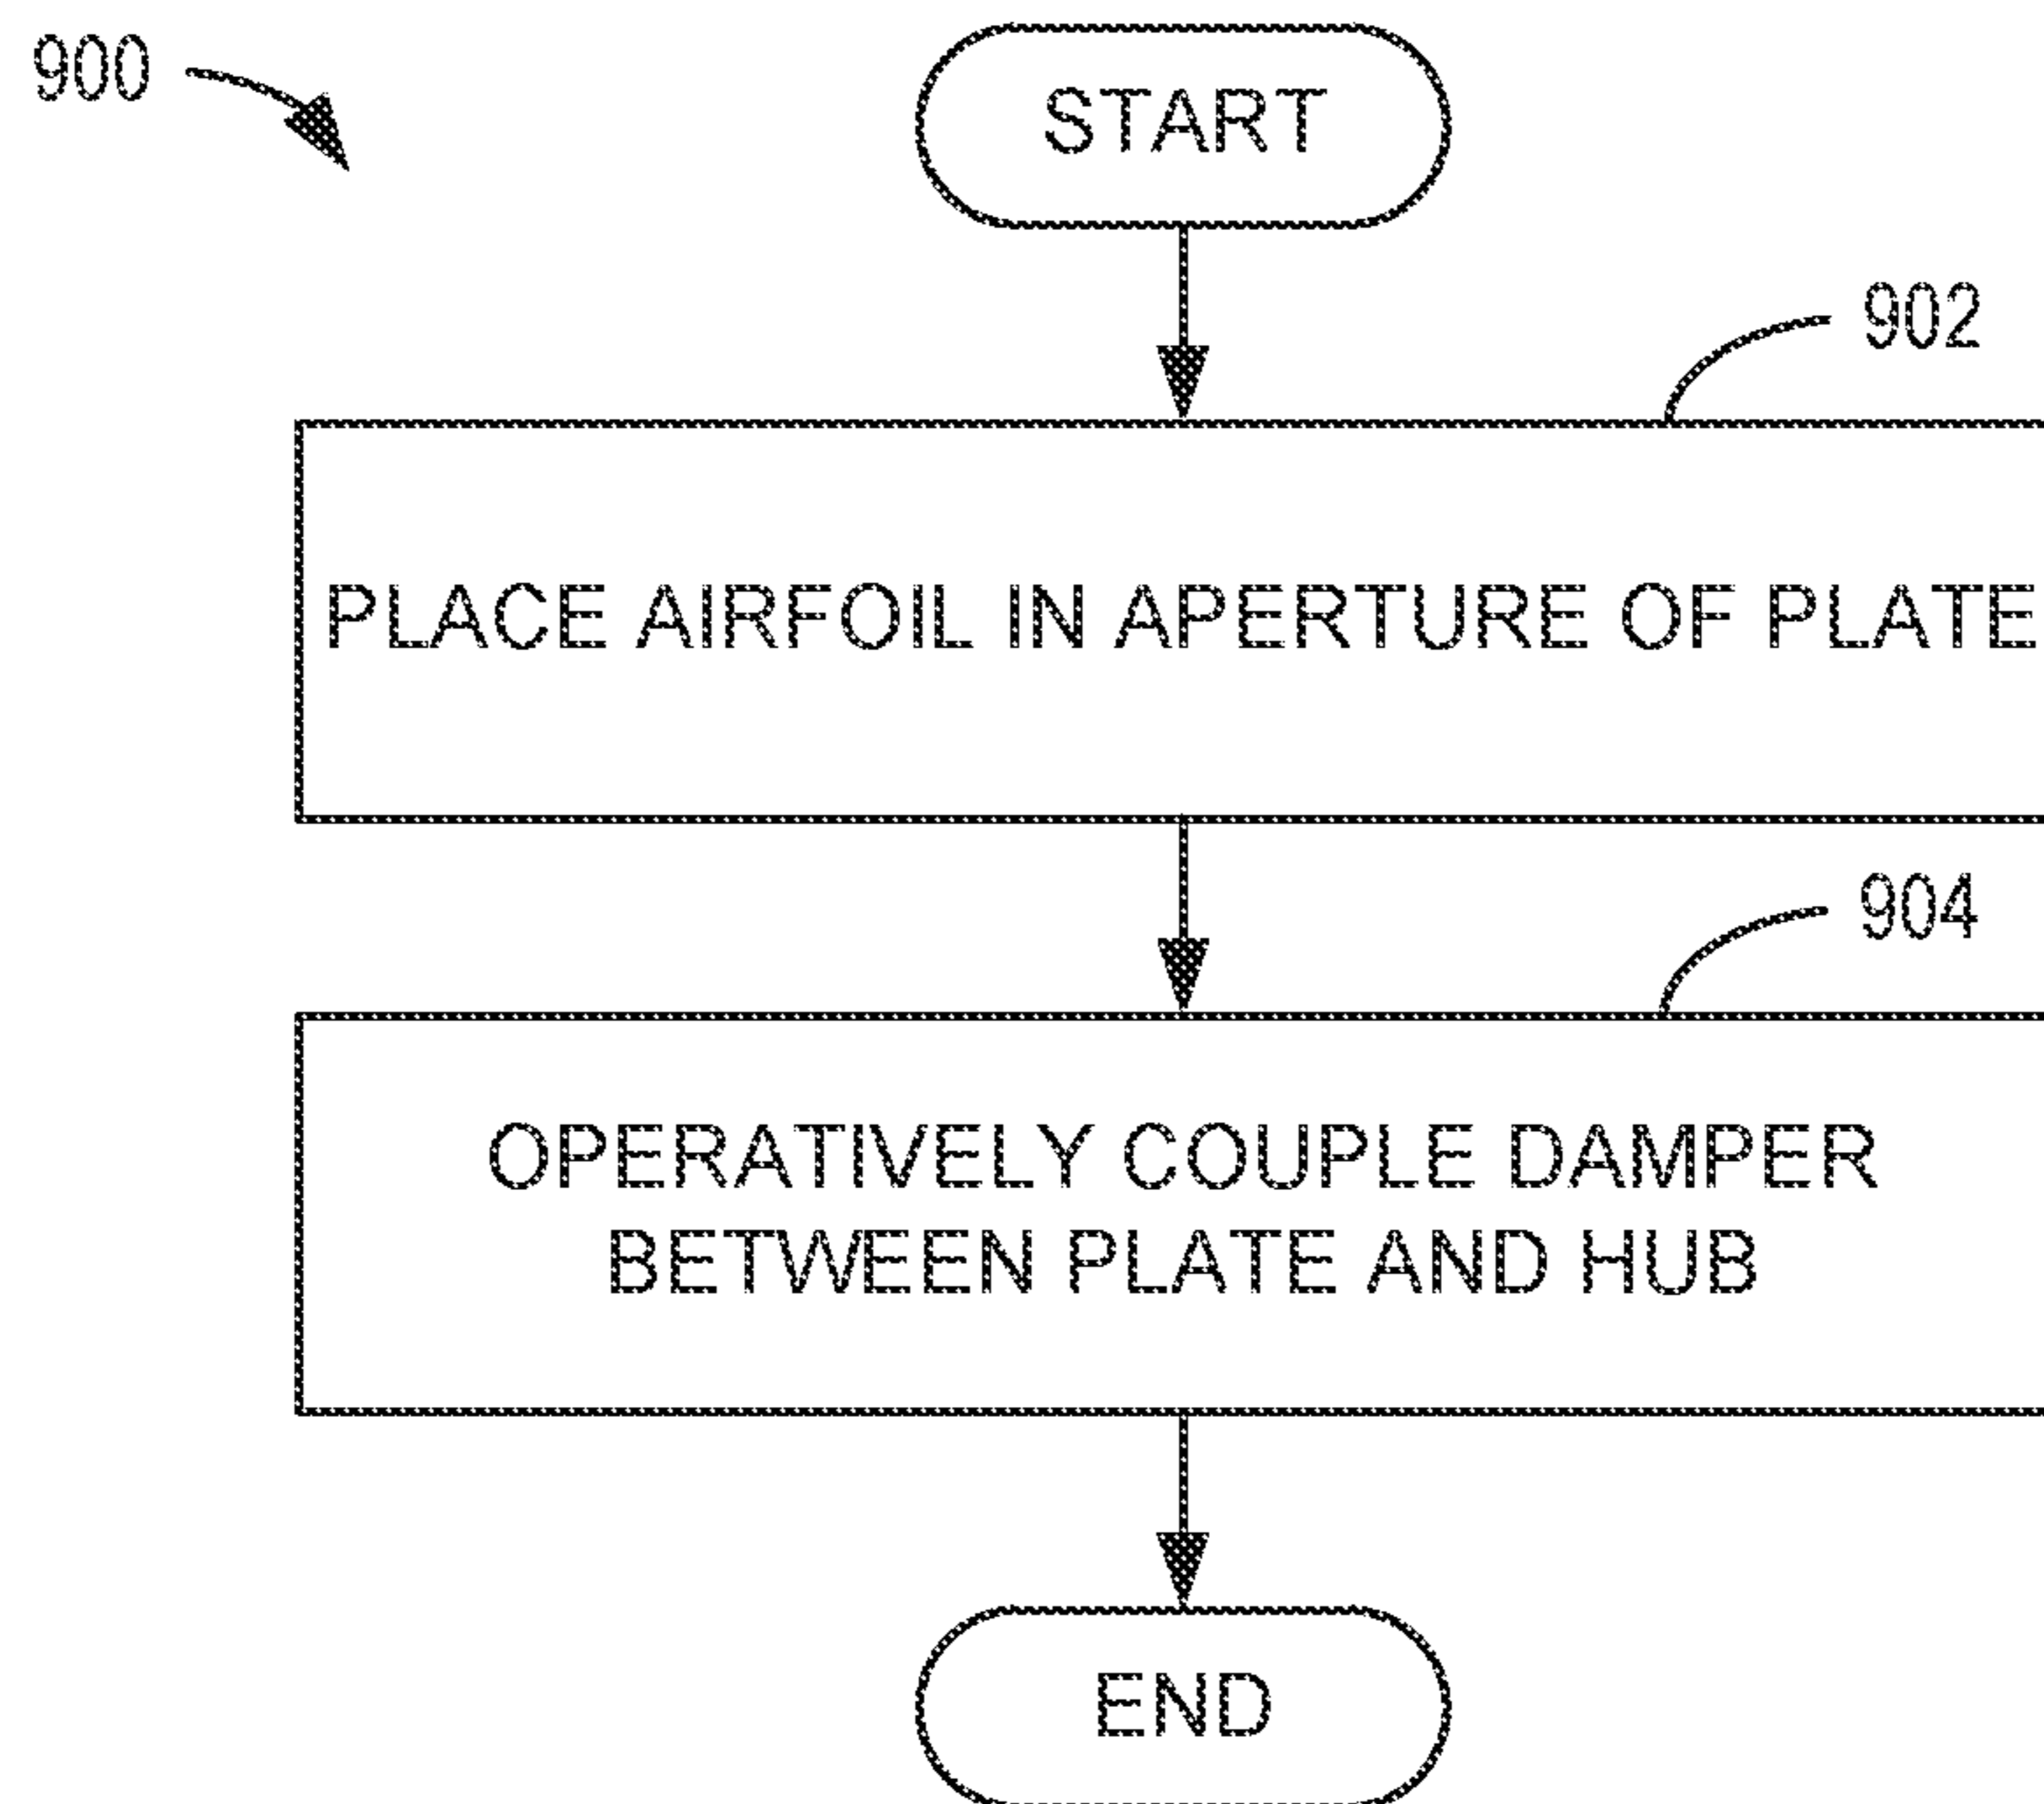 900
START
902
PLACE AIRFOIL IN APERTURE OF PLATE
904
OPERATIVELY COUPLE DAMPER
BETWEEN PLATE AND HUB
END